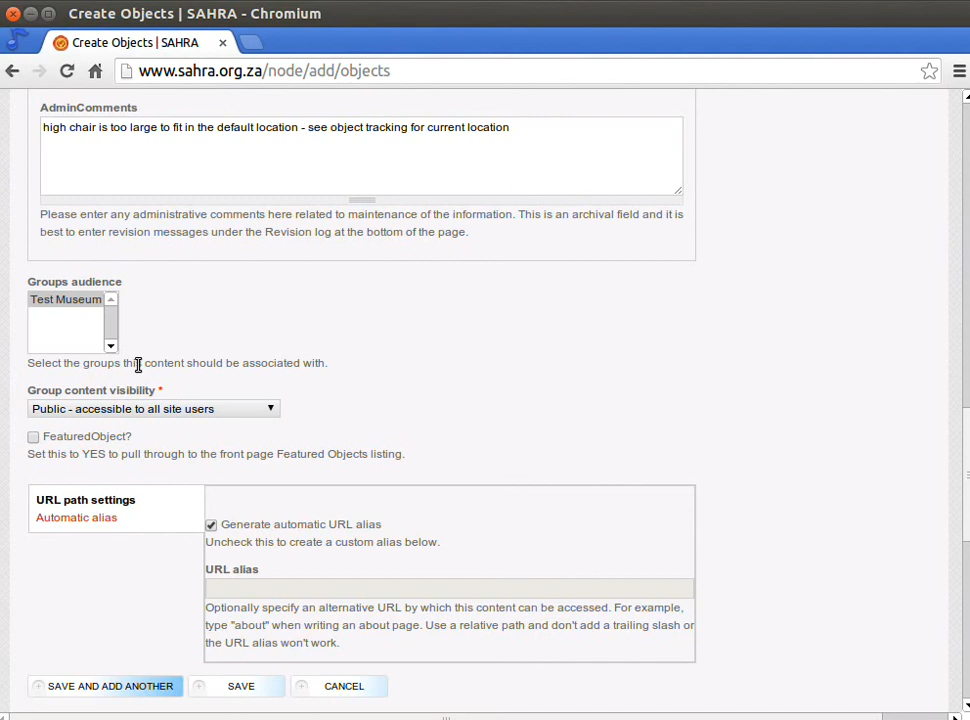 Create Objects | SAHRA - Chromium
Create Objects | SAHRA
www.sahra.org.za/node/add/objects
AdminComments
high chair is too large to fit in the default location - see object tracking for current location
Please enter any administrative comments here related to maintenance of the information. This is an archival field and it is
best to enter revision messages under the Revision log at the bottom of the page.
Groups audience
Test Museum
Select the groups this content should be associated with.
Group content visibility *
Public - accessible to all site users
FeaturedObject?
Set this to YES to pull through to the front page Featured Objects listing.
URL path settings
Automatic alias
Generate automatic URL alias
Uncheck this to create a custom alias below.
URL alias
Optionally specify an alternative URL by which this content can be accessed. For example,
type "about" when writing an about page. Use a relative path and don't add a trailing slash or
the URL alias won't work.
SAVE AND ADD ANOTHER
SAVE
CANCEL